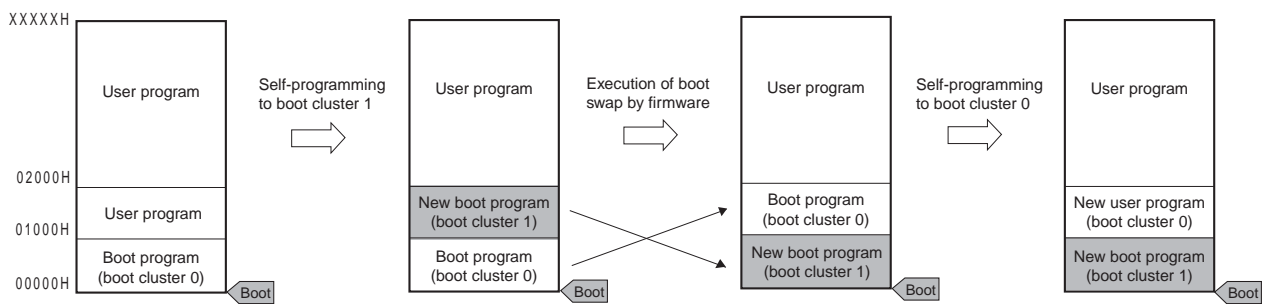 XXXXXH
02000H
01000H
00000H
User program
User program
Boot program
(boot cluster 0)
Boot
Self-programming
to boot cluster 1
User program
New boot program
(boot cluster 1)
Boot program
(boot cluster 0)
Boot
Execution of boot
swap by firmware
User program
Boot program
(boot cluster 0)
New boot program
(boot cluster 1)
Boot
Self-programming
to boot cluster 0
User program
New user program
(boot cluster 0)
New boot program
(boot cluster 1)
Boot